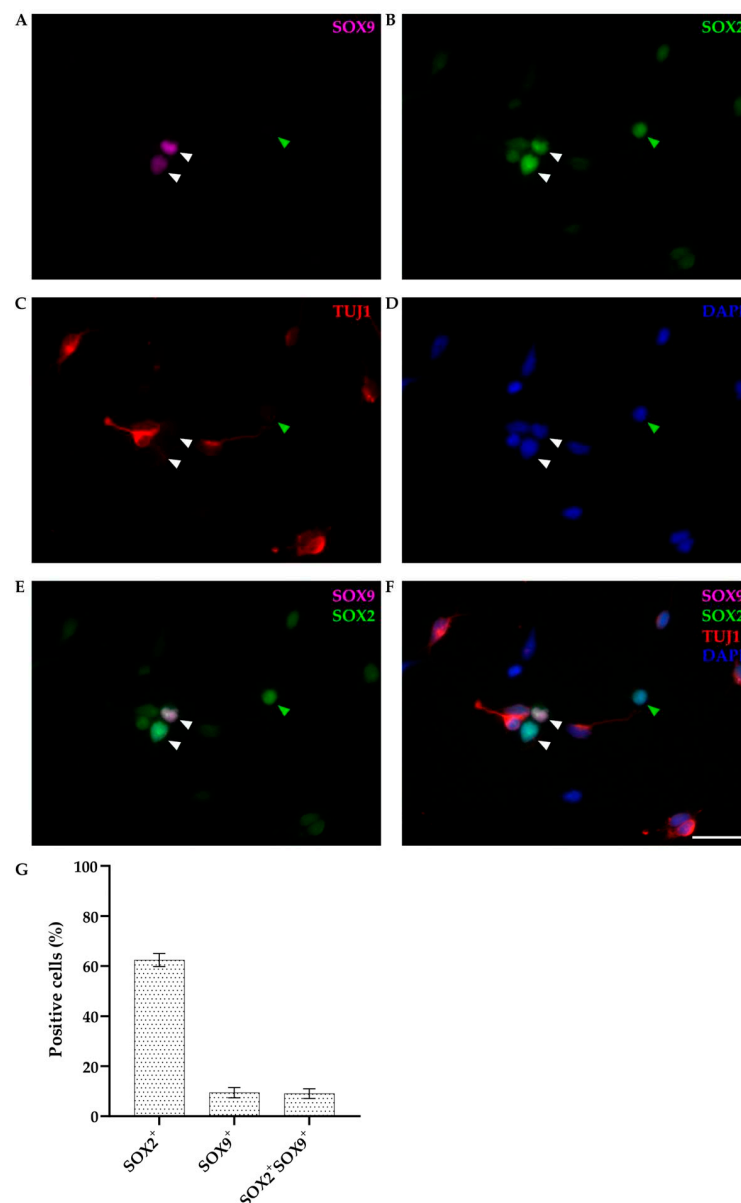 A SOX9
B SOX2
C TUJ1
D DAPI
E SOX9
SOX2
F SOX9
SOX2
TUJ1
DAPI
G
Positive cells (%)
100
80
60
40
20
0
SOX2⁺
SOX9⁺
SOX2⁺SOX9⁺